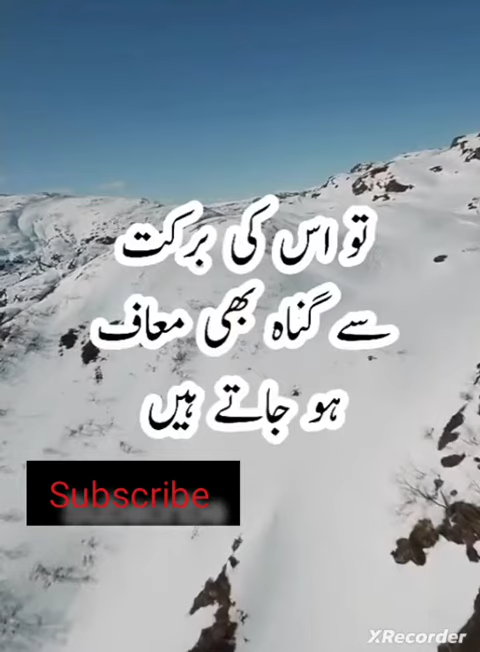 تو اس کی برکت
سے گناہ بھی معاف
ہو جاتے ہیں
Subscribe
XRecorder